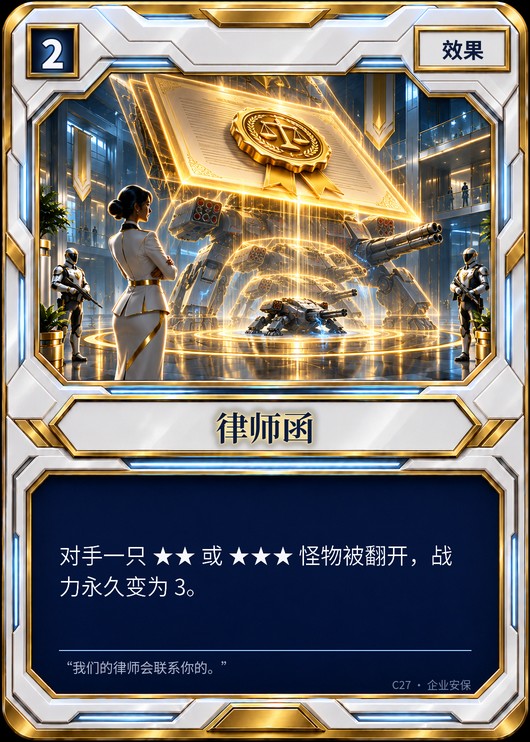 2
效果
律师函
对手一只 ★★ 或 ★★★ 怪物被翻开，战
力永久变为 3。
“我们的律师会联系你的。”
C27 · 企业安保